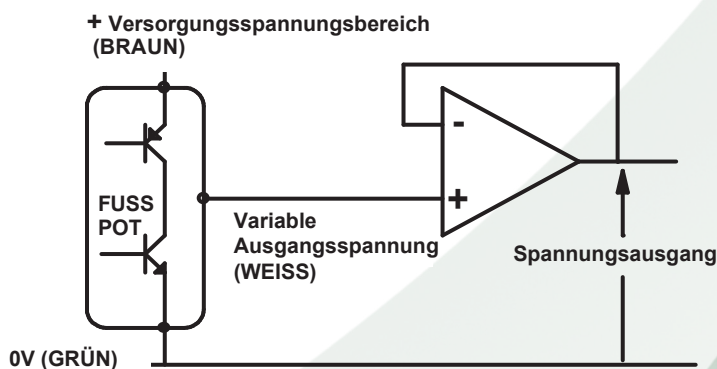 + Versorgungsspannungsbereich
(BRAUN)
-
+
FUSS
POT
Variable
Ausgangsspannung
(WEISS)
Spannungsausgang
0V (GRÜN)